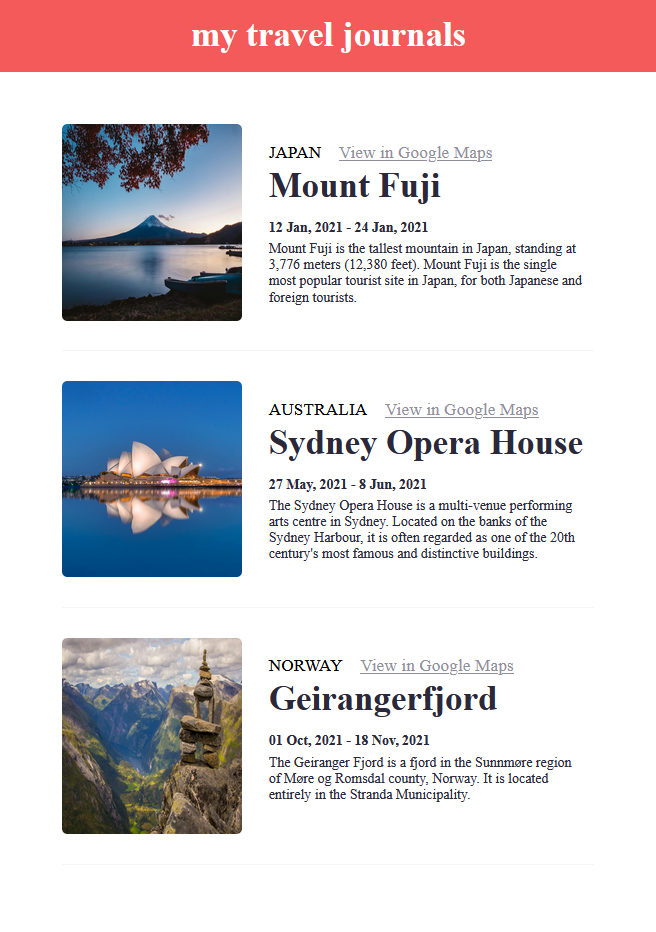 my travel journals
JAPAN View in Google Maps
Mount Fuji
12 Jan, 2021 - 24 Jan, 2021
Mount Fuji is the tallest mountain in Japan, standing at
3,776 meters (12,380 feet). Mount Fuji is the single
most popular tourist site in Japan, for both Japanese and
foreign tourists.
AUSTRALIA View in Google Maps
Sydney Opera House
27 May, 2021 - 8 Jun, 2021
The Sydney Opera House is a multi-venue performing
arts centre in Sydney. Located on the banks of the
Sydney Harbour, it is often regarded as one of the 20th
century's most famous and distinctive buildings.
NORWAY View in Google Maps
Geirangerfjord
01 Oct, 2021 - 18 Nov, 2021
The Geiranger Fjord is a fjord in the Sunnmøre region
of Møre og Romsdal county, Norway. It is located
entirely in the Stranda Municipality.